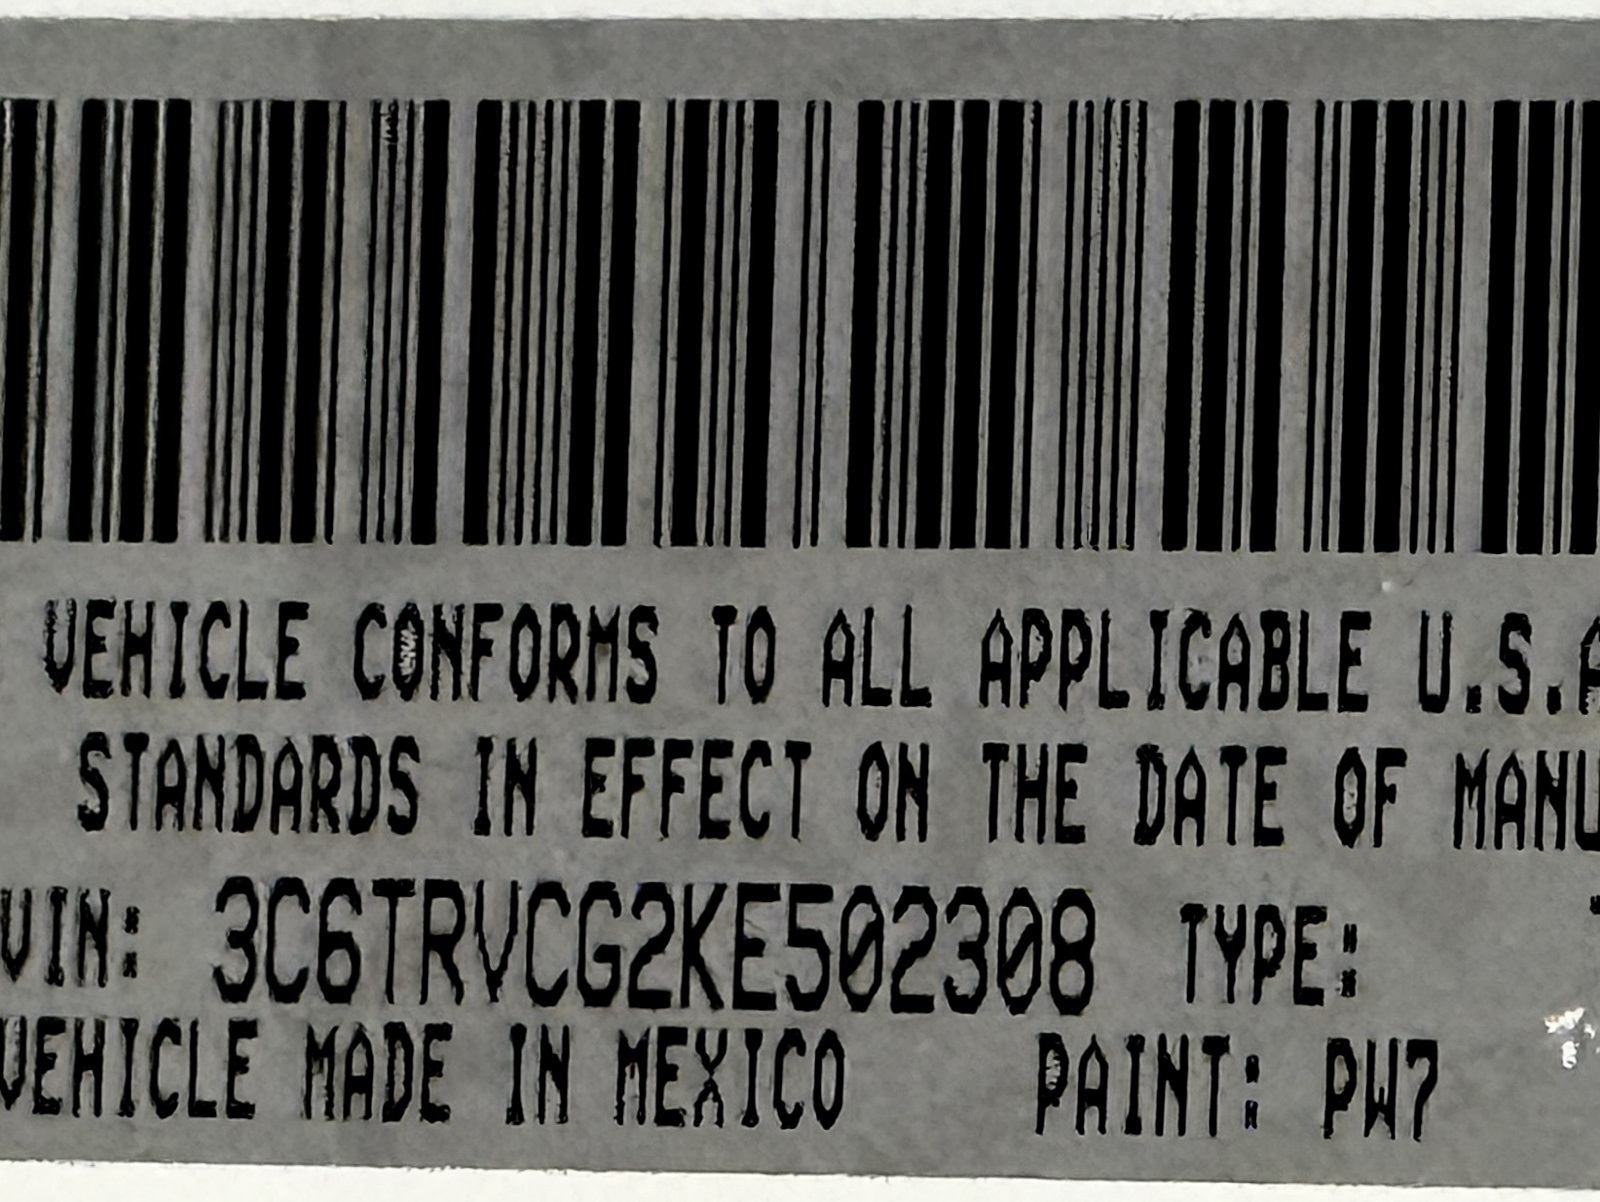 VEHICLE CONFORMS TO ALL APPLICABLE U.S.A
STANDARDS IN EFFECT ON THE DATE OF MANU
VIN: 3C6TRVCG2KE502308 TYPE:
VEHICLE MADE IN MEXICO PAINT: PW7